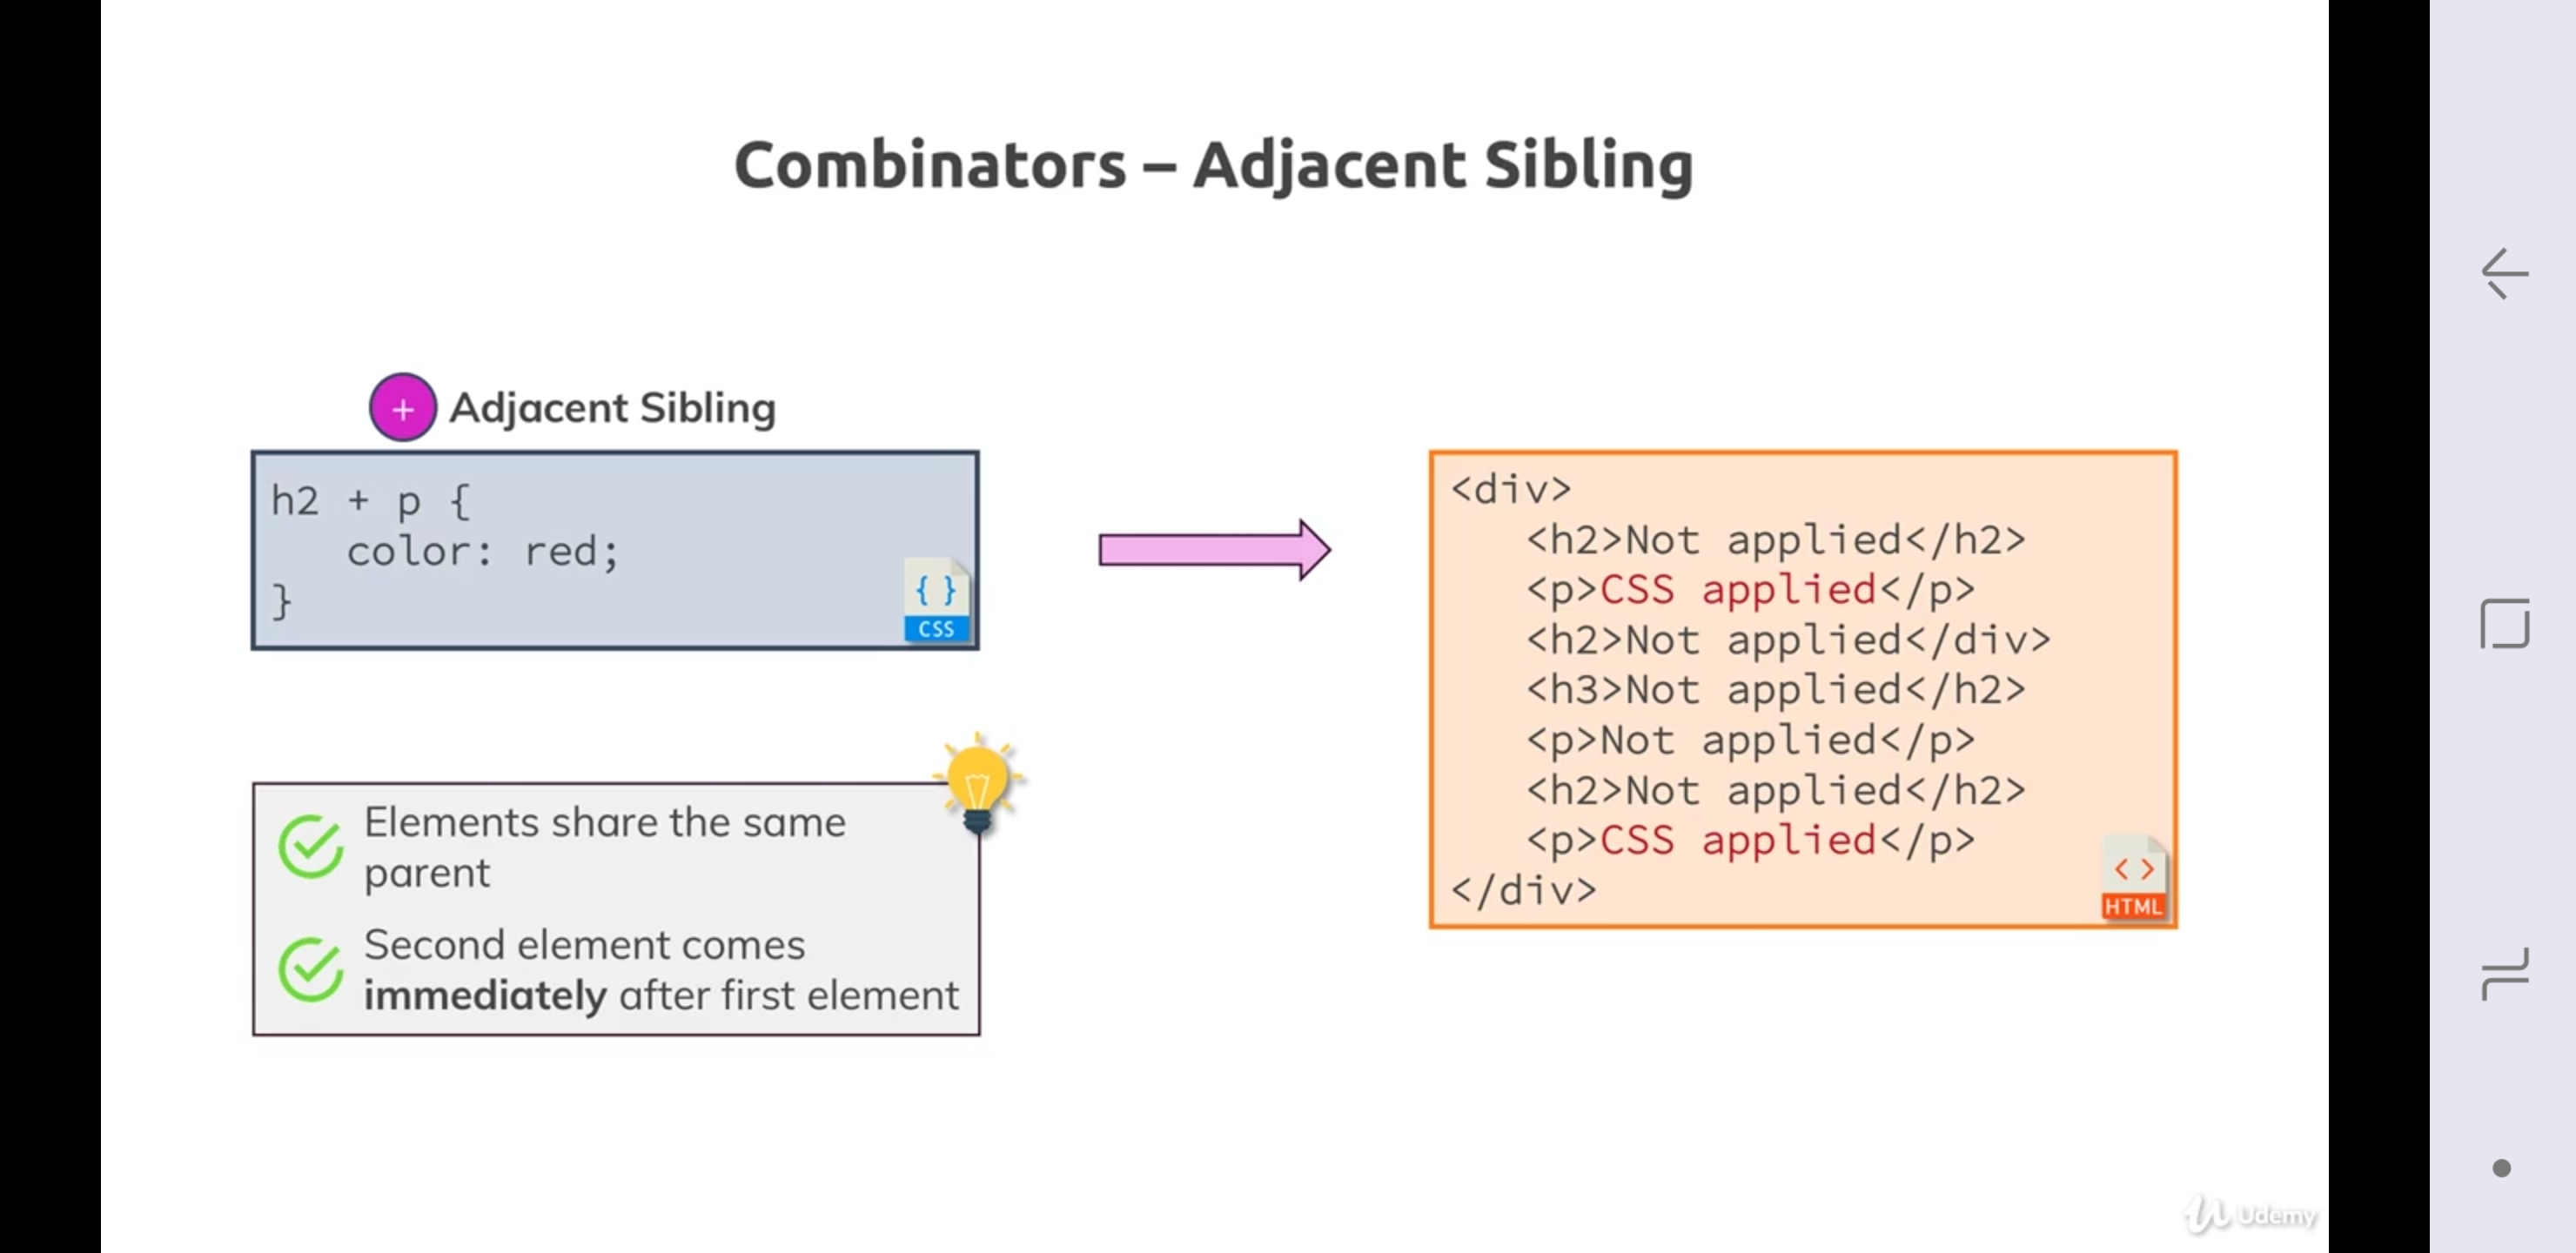 Combinators – Adjacent Sibling
+ Adjacent Sibling
h2 + p {
color: red;
}
{ }
CSS
Elements share the same
parent
Second element comes
immediately after first element
<div>
<h2>Not applied</h2>
<p>CSS applied</p>
<h2>Not applied</div>
<h3>Not applied</h2>
<p>Not applied</p>
<h2>Not applied</h2>
<p>CSS applied</p>
</div>
< >
HTML
Udemy